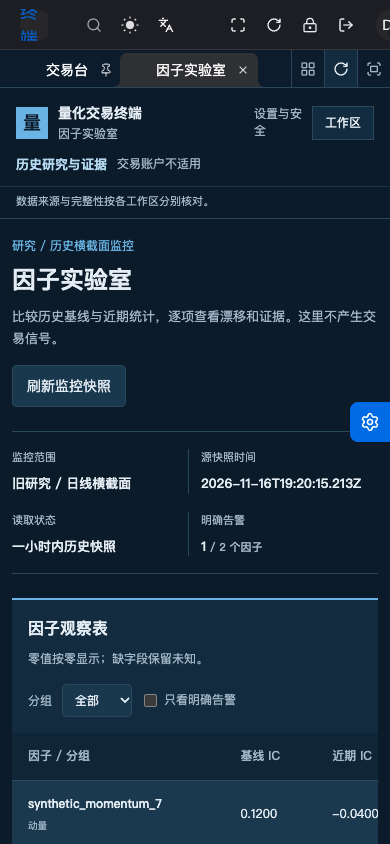 终端
D
交易台
因子实验室
量
量化交易终端
因子实验室
设置与安
全
工作区
历史研究与证据 交易账户不适用
数据来源与完整性按各工作区分别核对。
研究 / 历史横截面监控
因子实验室
比较历史基线与近期统计，逐项查看漂移和证据。这里不产生交
易信号。
刷新监控快照
监控范围
旧研究 / 日线横截面
源快照时间
2026-11-16T19:20:15.213Z
读取状态
一小时内历史快照
明确告警
1 / 2 个因子
因子观察表
零值按零显示；缺字段保留未知。
分组 全部 只看明确告警
因子 / 分组 基线 IC 近期 IC
synthetic_momentum_7
动量
0.1200 −0.0400